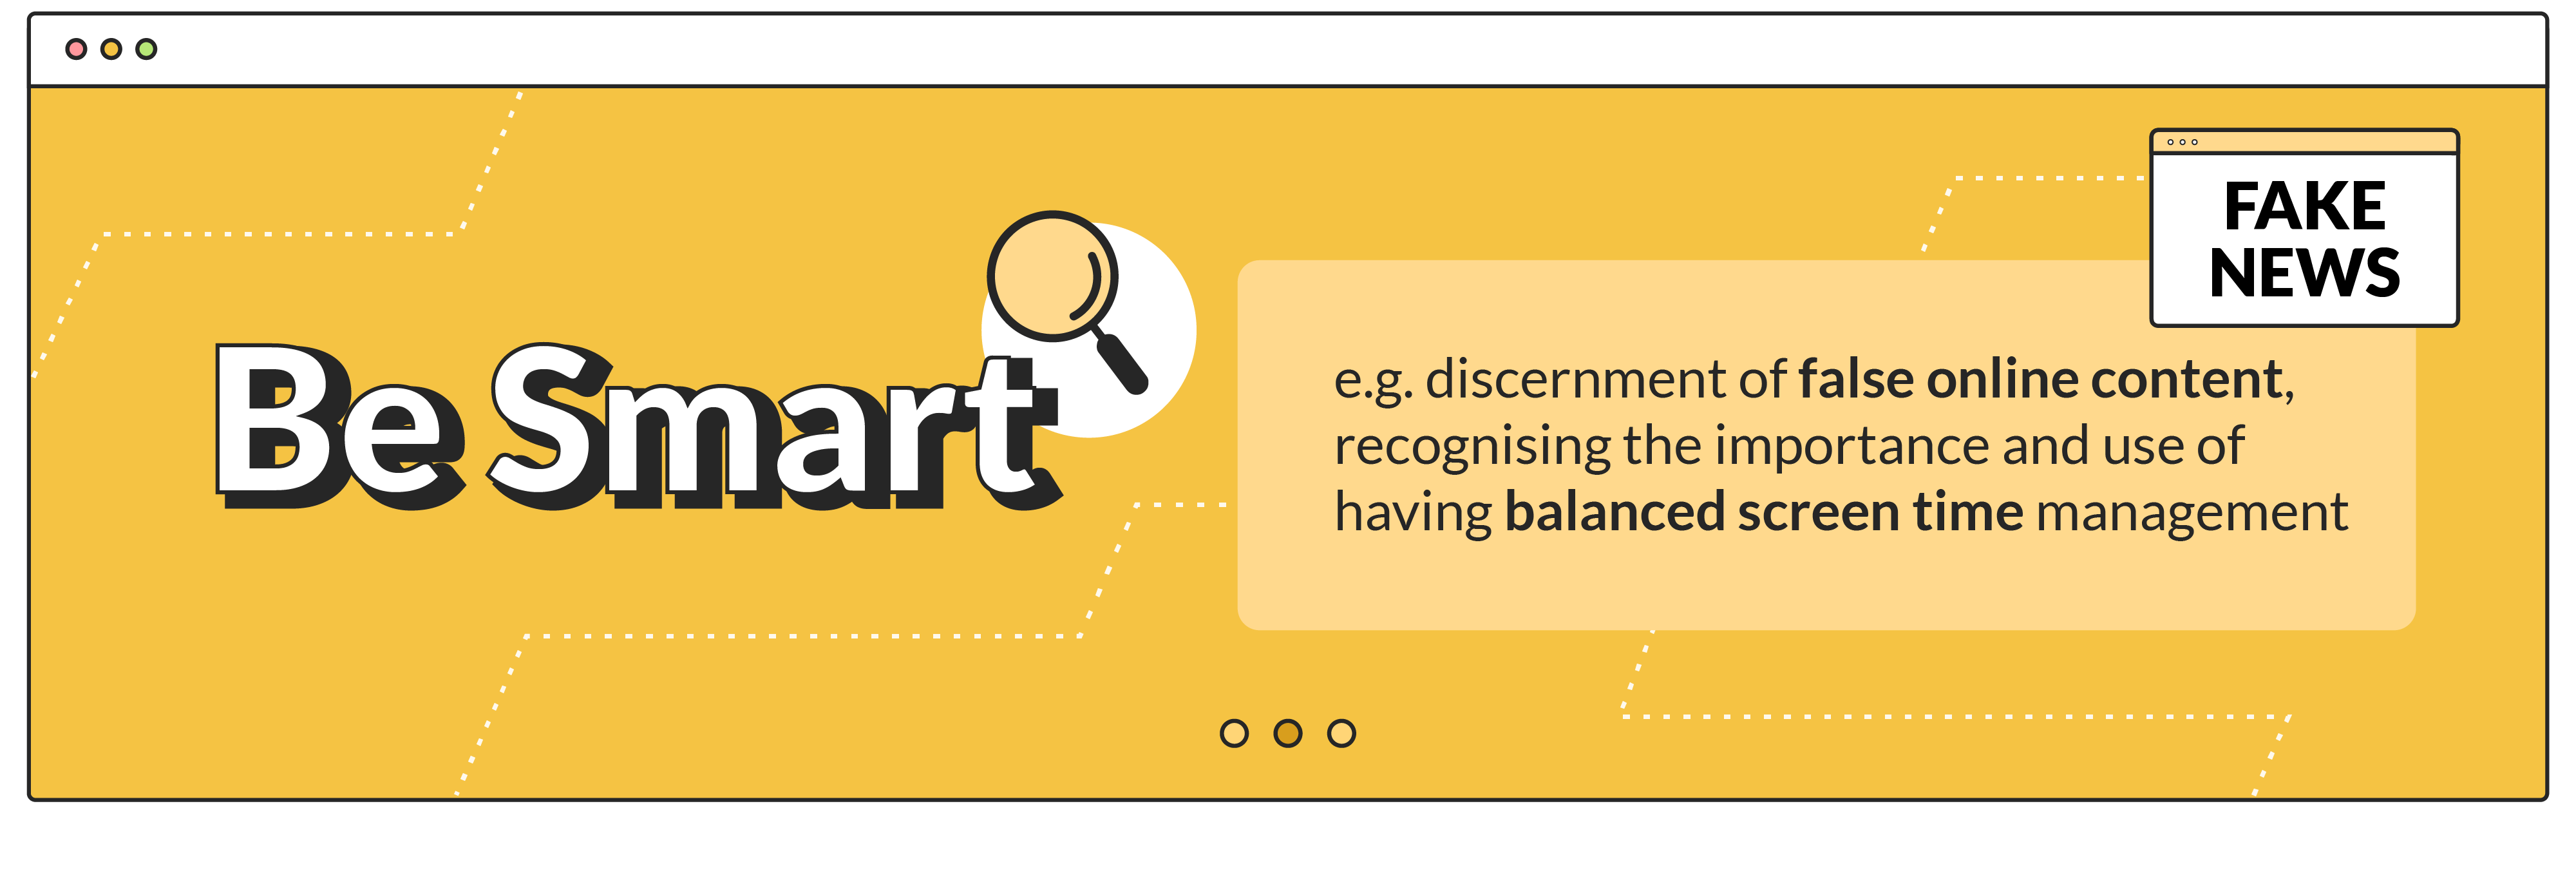 Be Smart
FAKE
NEWS
e.g. discernment of false online content,
recognising the importance and use of
having balanced screen time management